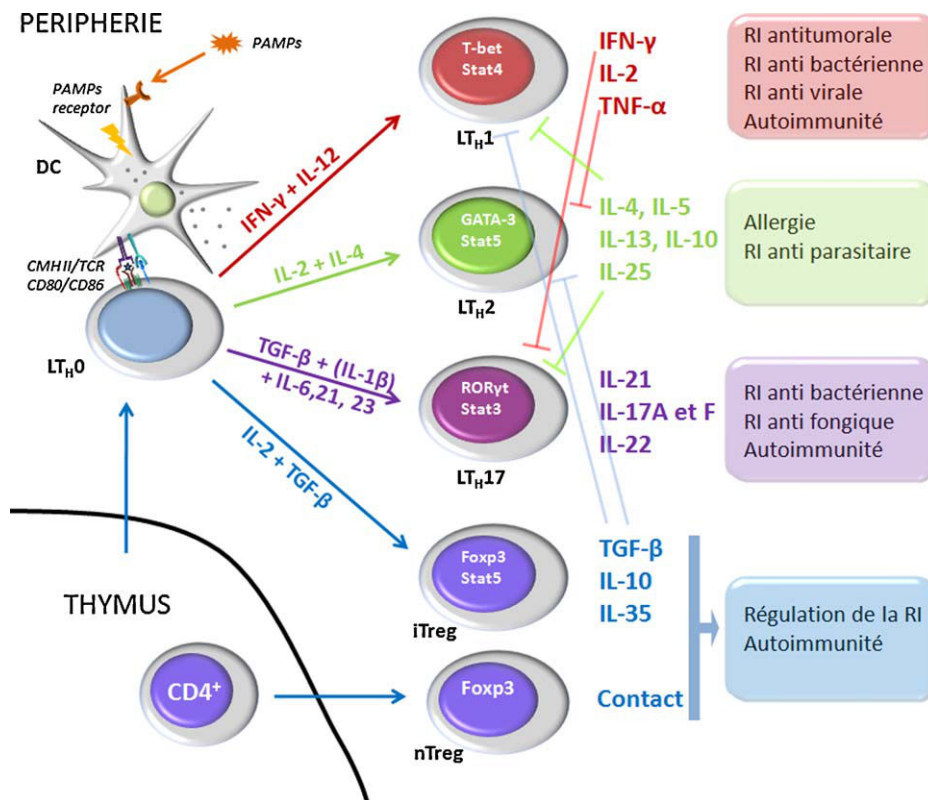 PERIPHERIE
PAMPs
PAMPs
receptor
DC
CMHII/TCR
CD80/CD86
LTH0
IFN-γ + IL-12
IL-2 + IL-4
TGF-β + (IL-1β)
+ IL-6,21, 23
IL-2 + TGF-β
THYMUS
CD4+
T-bet
Stat4
LTH1
IFN-γ
IL-2
TNF-α
RI antitumorale
RI anti bactérienne
RI anti virale
Autoimmunité
GATA-3
Stat5
LTH2
IL-4, IL-5
IL-13, IL-10
IL-25
Allergie
RI anti parasitaire
RORγt
Stat3
LTH17
IL-21
IL-17A et F
IL-22
RI anti bactérienne
RI anti fongique
Autoimmunité
Foxp3
Stat5
iTreg
TGF-β
IL-10
IL-35
Régulation de la RI
Autoimmunité
Foxp3
nTreg
Contact